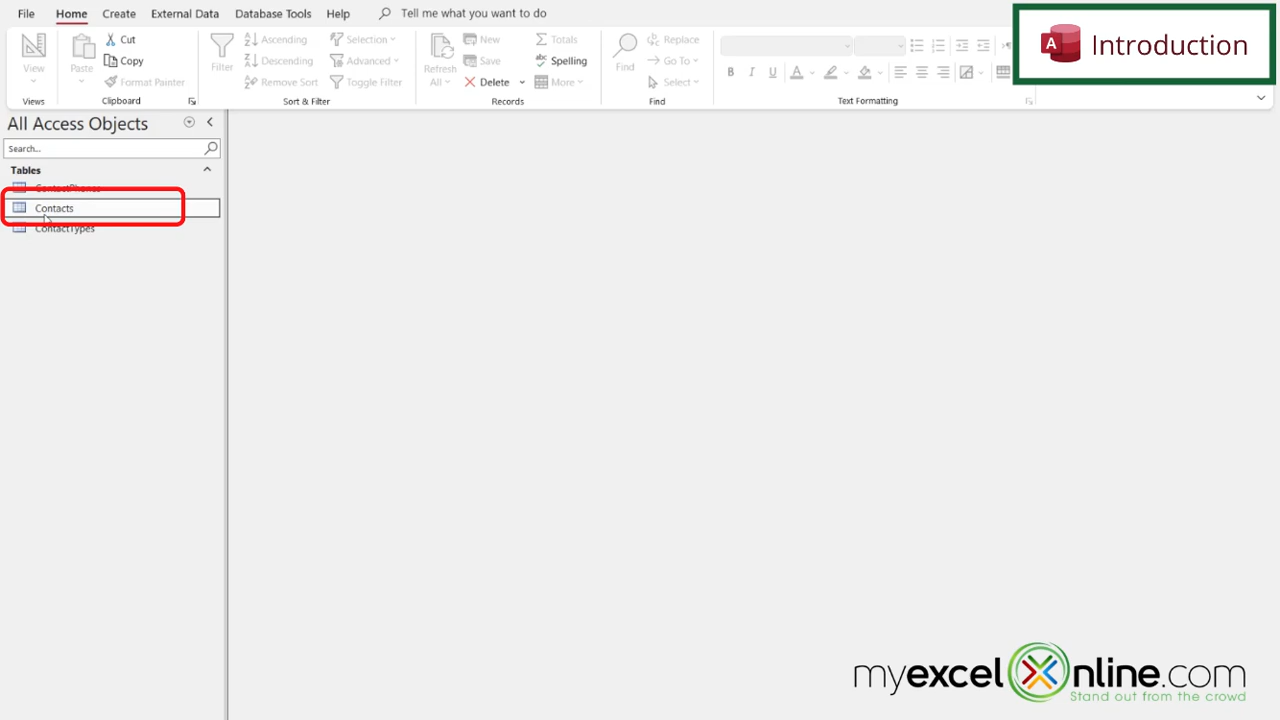 File Home Create External Data Database Tools Help Tell me what you want to do
Introduction
View
Views
Paste
Cut
Copy
Format Painter
Clipboard
Filter
Ascending
Descending
Remove Sort
Selection
Toggle Filter
Sort & Filter
Refresh
All
New
Save
Delete
Totals
Spelling
More
Records
Find
Replace
Go To
Select
Find
B I U A
Text Formatting
All Access Objects
Search...
Tables
ContactPhones
Contacts
ContactTypes
myexcelonline.com
Stand out from the crowd